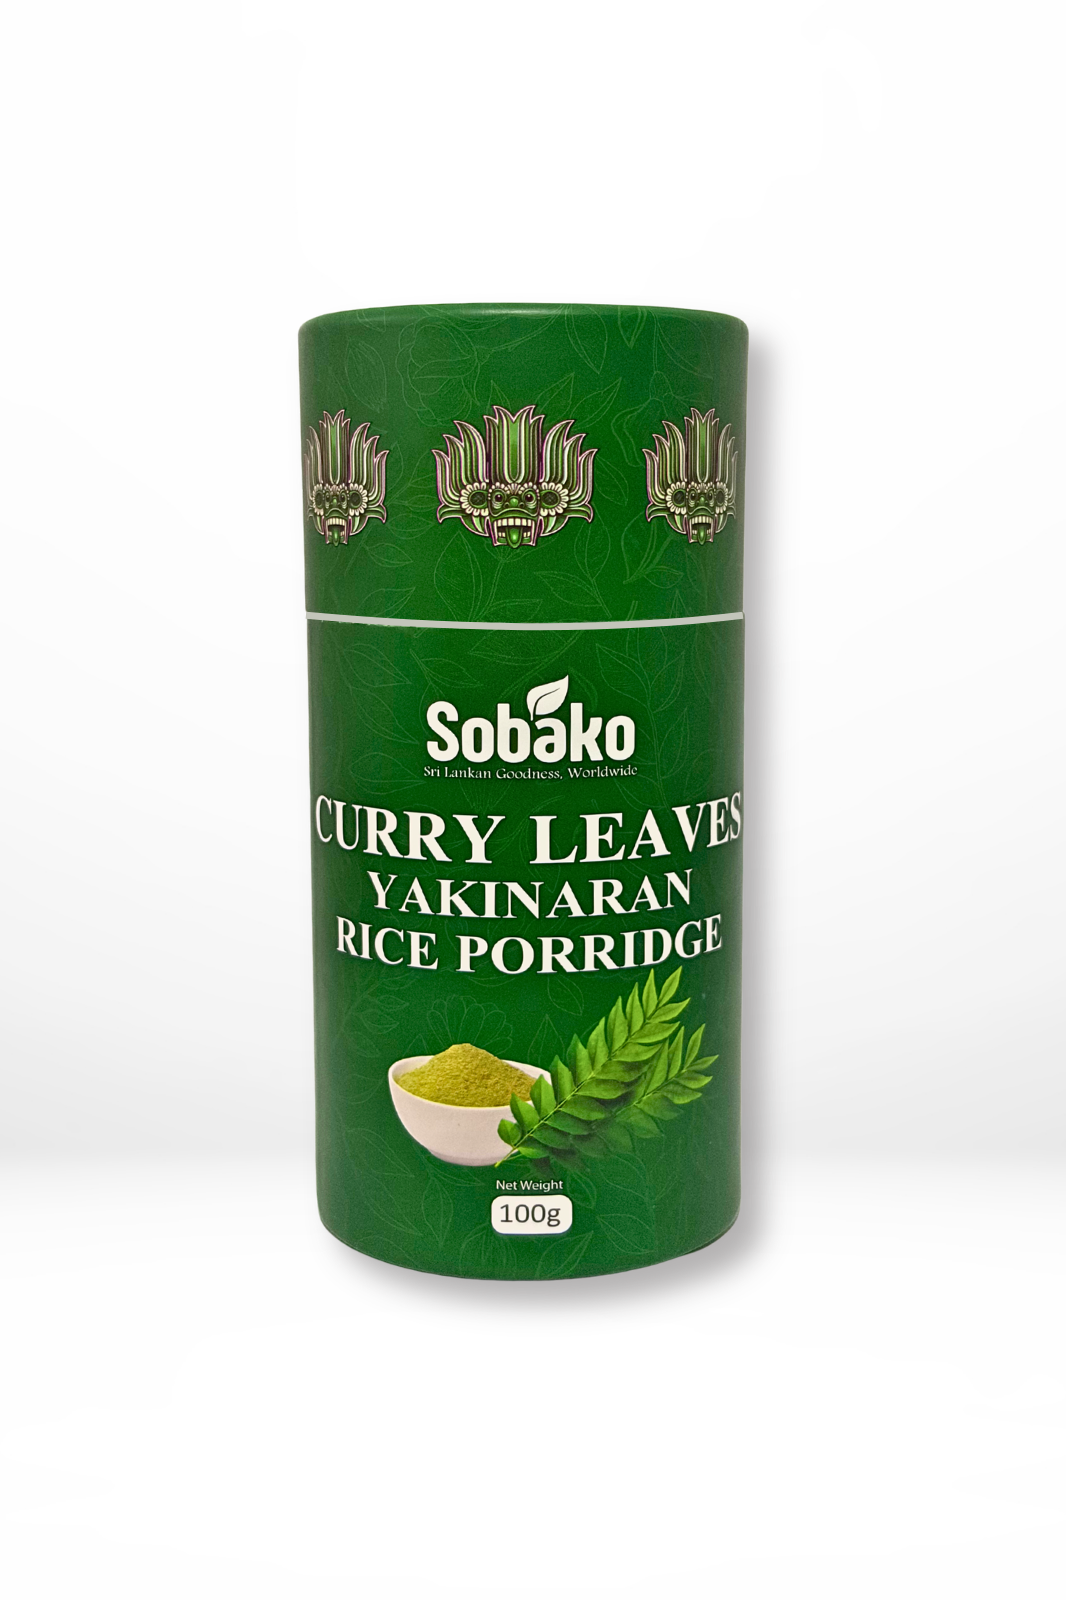 Sobako
Sri Lankan Goodness, Worldwide
CURRY LEAVES
YAKINARAN
RICE PORRIDGE
Net Weight
100g